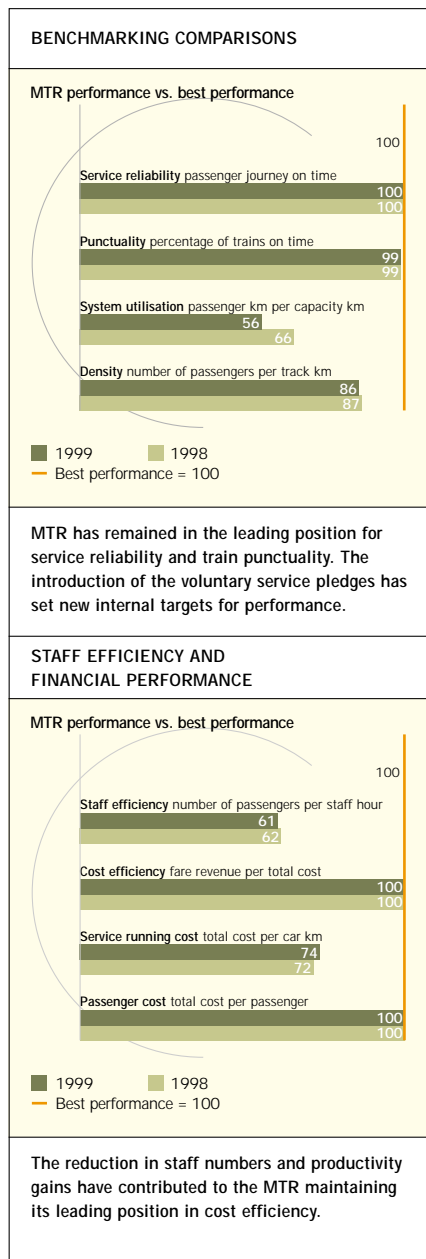 BENCHMARKING COMPARISONS
MTR performance vs. best performance
100
Service reliability passenger journey on time
100
100
Punctuality percentage of trains on time
99
99
System utilisation passenger km per capacity km
56
66
Density number of passengers per track km
86
87
1999 1998
Best performance = 100
MTR has remained in the leading position for
service reliability and train punctuality. The
introduction of the voluntary service pledges has
set new internal targets for performance.
STAFF EFFICIENCY AND
FINANCIAL PERFORMANCE
MTR performance vs. best performance
100
Staff efficiency number of passengers per staff hour
61
62
Cost efficiency fare revenue per total cost
100
100
Service running cost total cost per car km
74
72
Passenger cost total cost per passenger
100
100
1999 1998
Best performance = 100
The reduction in staff numbers and productivity
gains have contributed to the MTR maintaining
its leading position in cost efficiency.